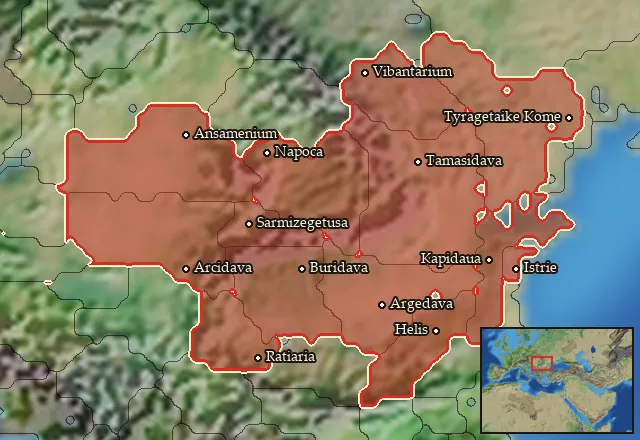 Vibantarium
Tyragetaike Kome
Ansamenium
Napoca
Tamasidava
Sarmizegetusa
Kapidaua
Arcidava
Buridava
Istrie
Argedava
Helis
Ratiaria